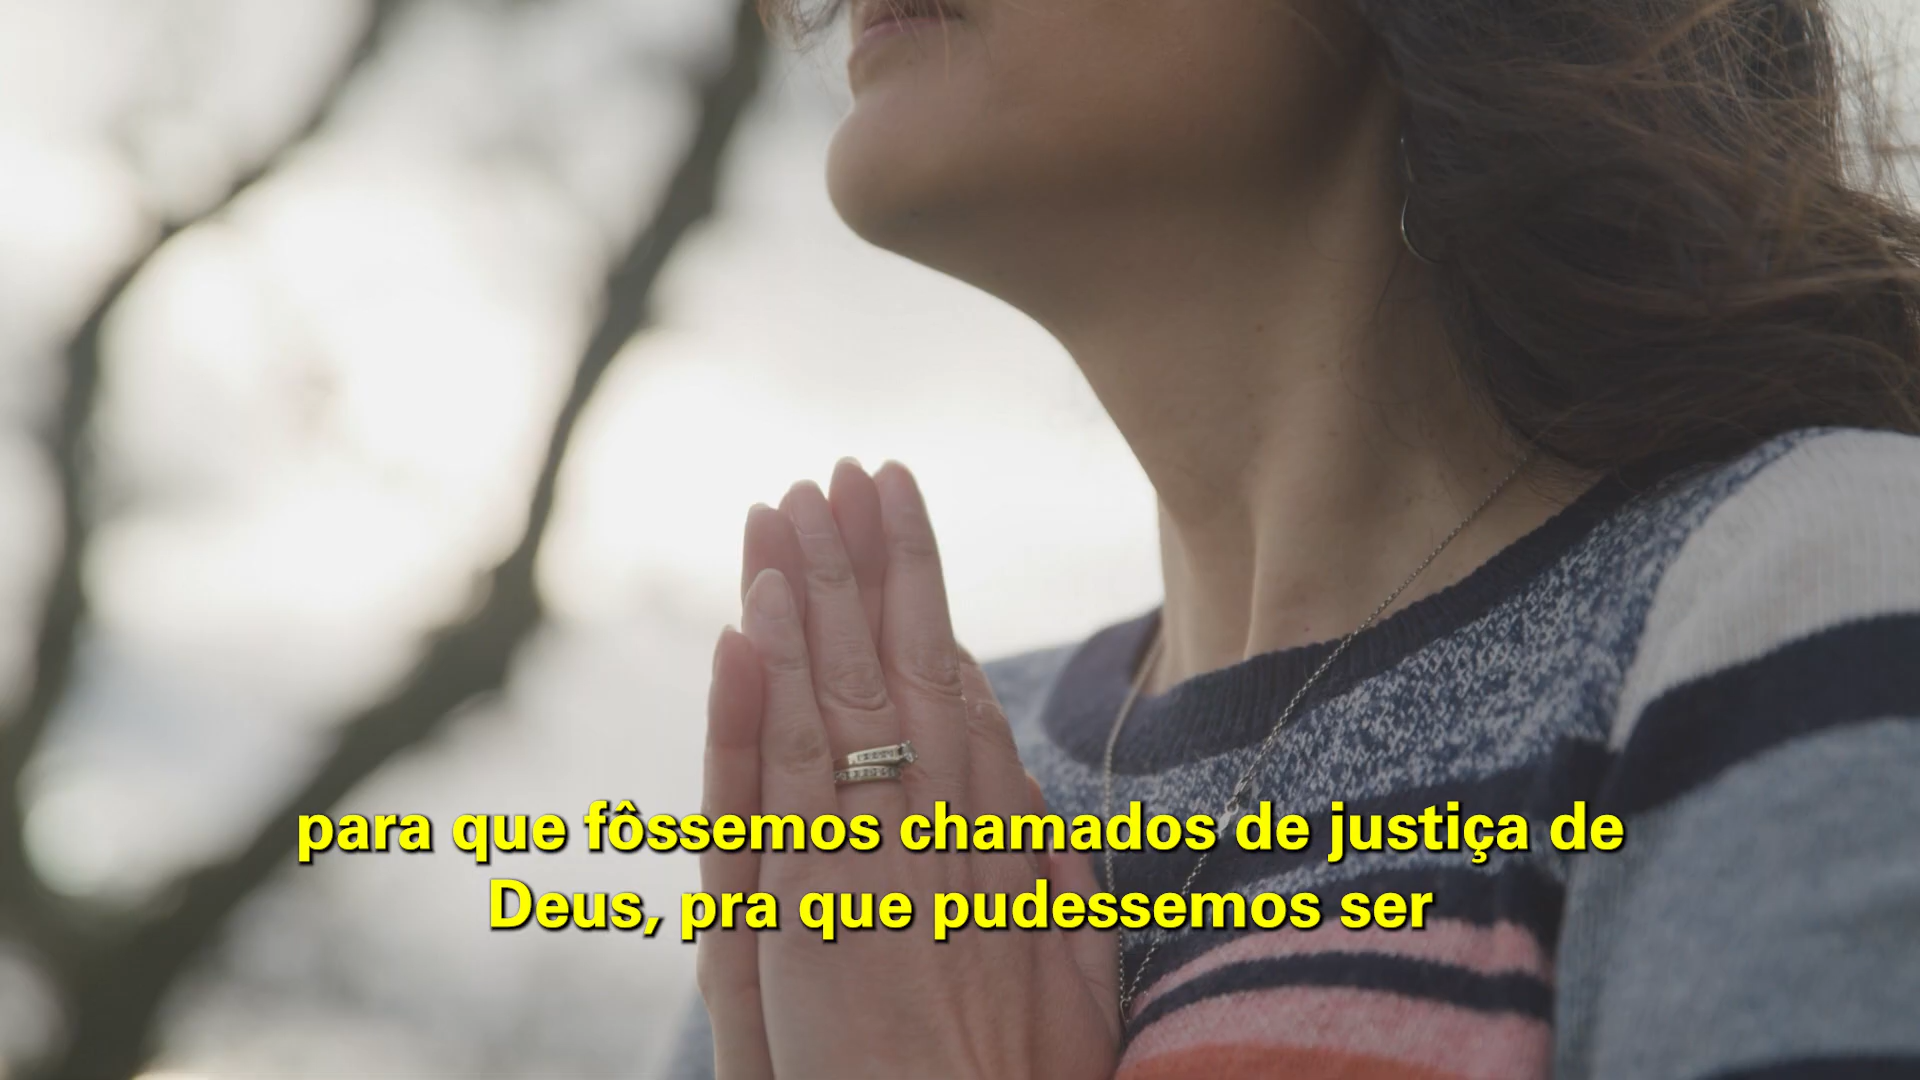 para que fôssemos chamados de justiça de
Deus, pra que pudessemos ser